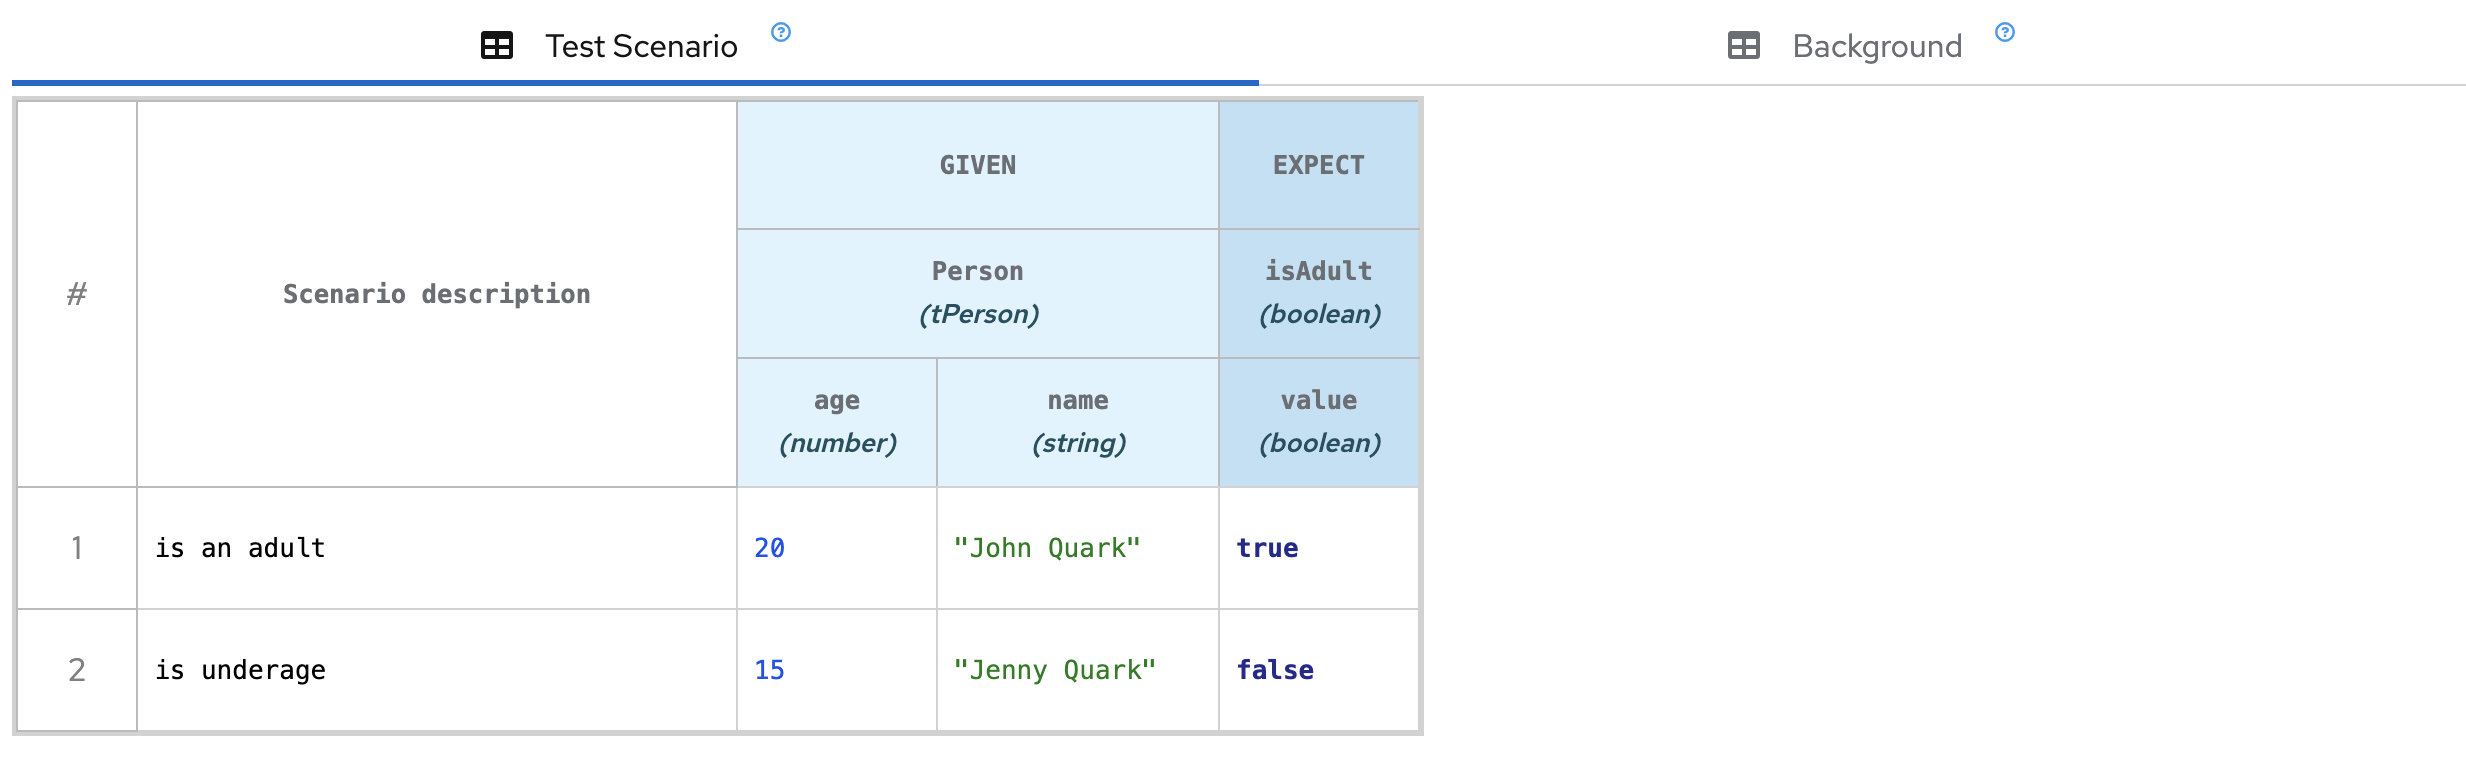 Test Scenario ?
Background ?
#
Scenario description
GIVEN
EXPECT
Person
(tPerson)
isAdult
(boolean)
age
(number)
name
(string)
value
(boolean)
1 is an adult 20 "John Quark" true
2 is underage 15 "Jenny Quark" false